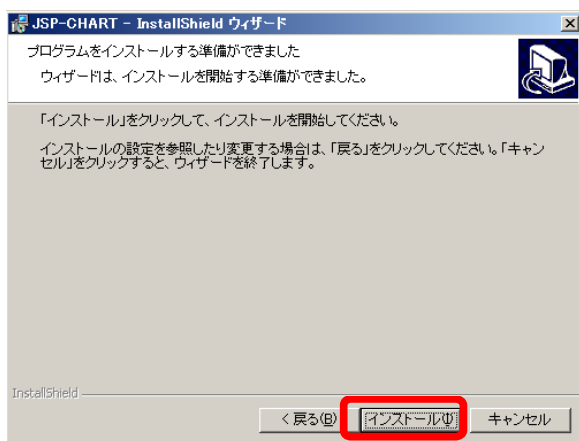 JSP-CHART - InstallShield ウィザード
プログラムをインストールする準備ができました
ウィザードは、インストールを開始する準備ができました。
「インストール」をクリックして、インストールを開始してください。
インストールの設定を参照したり変更する場合は、「戻る」をクリックしてください。「キャン
セル」をクリックすると、ウィザードを終了します。
InstallShield
< 戻る(B) インストール(I) キャンセル